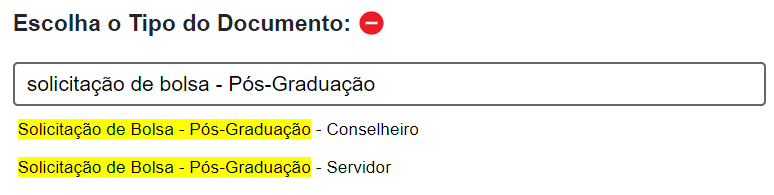 Escolha o Tipo do Documento:
solicitação de bolsa - Pós-Graduação
Solicitação de Bolsa - Pós-Graduação - Conselheiro
Solicitação de Bolsa - Pós-Graduação - Servidor